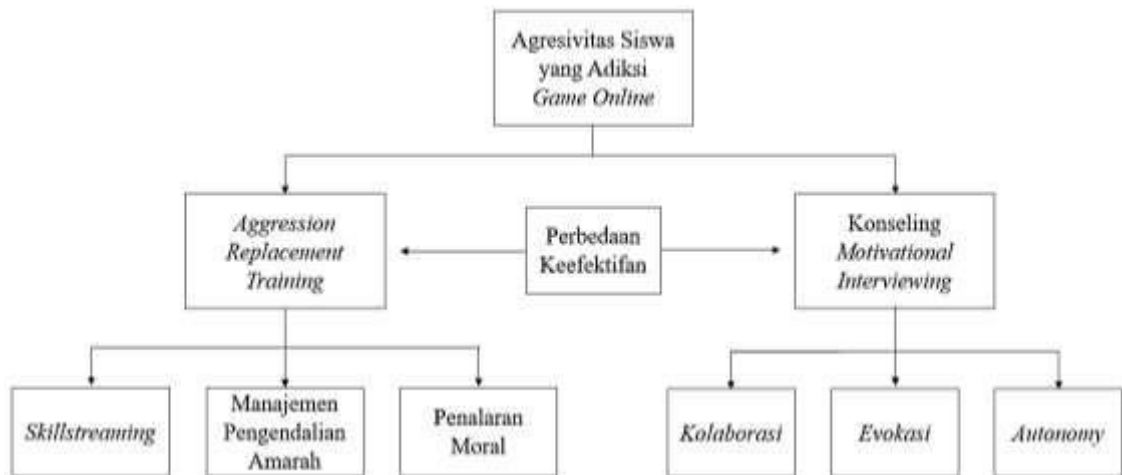 Agresivitas Siswa
yang Adiksi
Game Online
Aggression
Replacement
Training
Perbedaan
Keefektifan
Konseling
Motivational
Interviewing
Skillstreaming
Manajemen
Pengendalian
Amarah
Penalaran
Moral
Kolaborasi
Evokasi
Autonomy